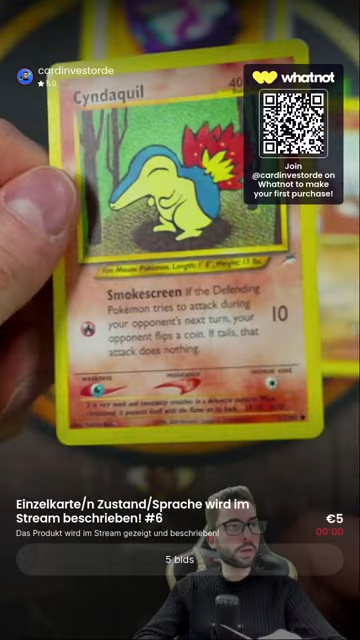 cardinvestorde
5.0
whatnot
Join
@cardinvestorde on
Whatnot to make
your first purchase!
Cyndaquil
40
Fire Mouse Pokémon. Length: 1' 8", Weight: 17 lbs.
Smokescreen If the Defending
Pokémon tries to attack during
your opponent's next turn, your
opponent flips a coin. If tails, that
attack does nothing.
10
weakness
resistance
retreat cost
Einzelkarte/n Zustand/Sprache wird im
Stream beschrieben! #6
€5
Das Produkt wird im Stream gezeigt und beschrieben!
00:00
5 bids